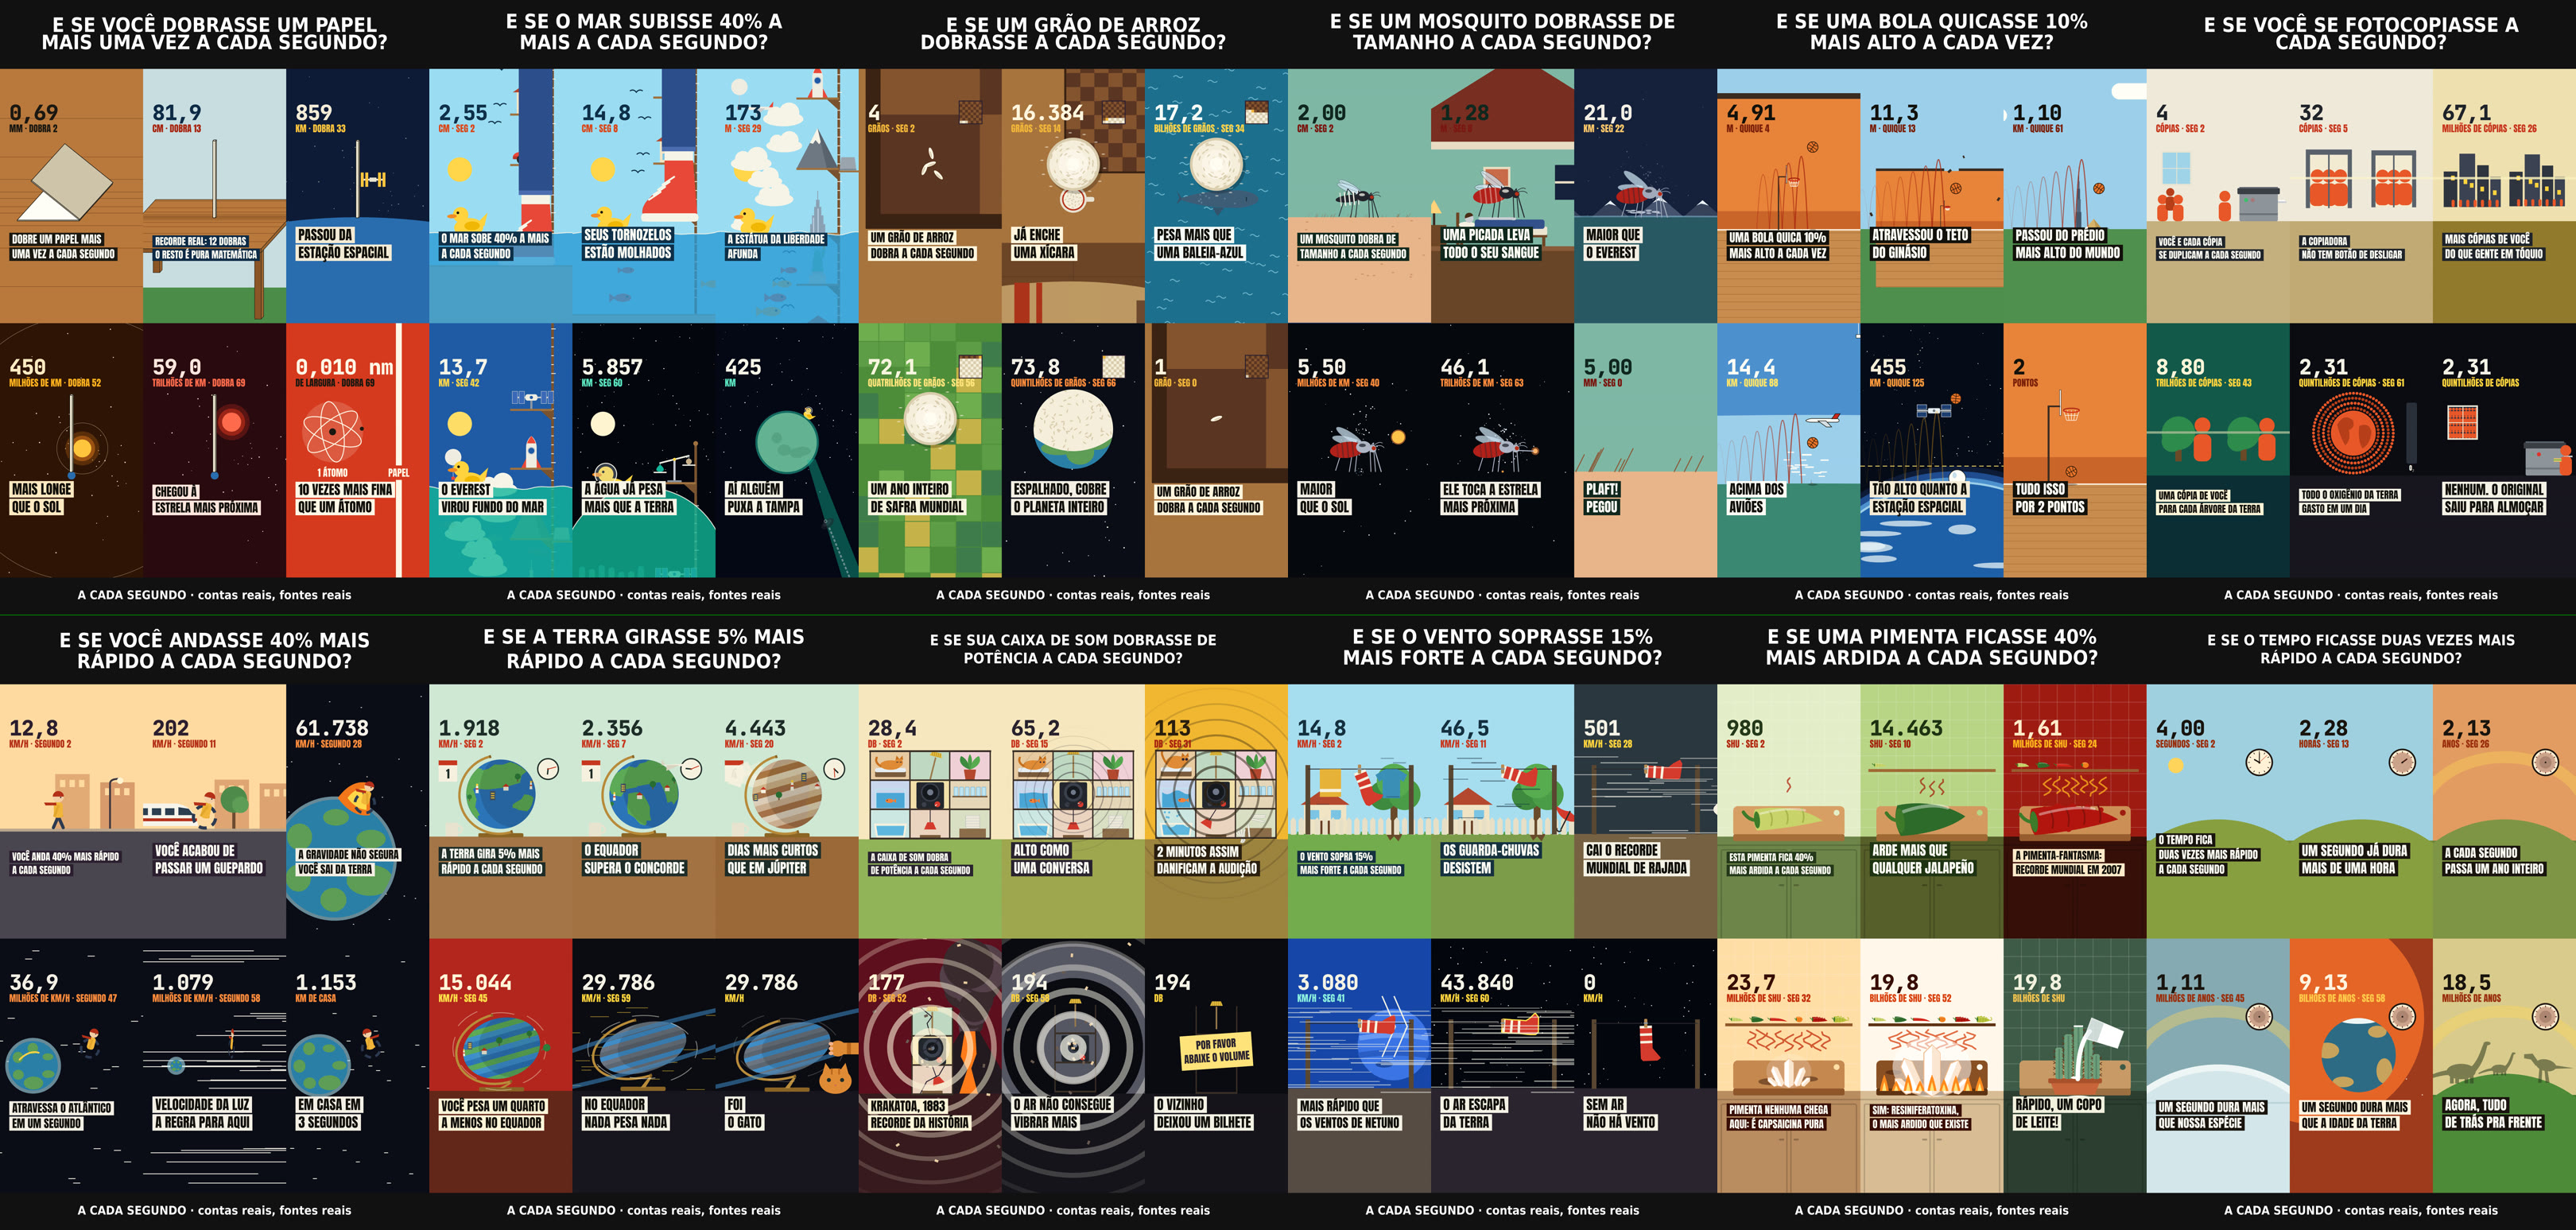 E SE VOCÊ DOBRASSE UM PAPEL
MAIS UMA VEZ A CADA SEGUNDO?
0,69
MM · DOBRA 2
DOBRE UM PAPEL MAIS
UMA VEZ A CADA SEGUNDO
81,9
CM · DOBRA 13
RECORDE REAL: 12 DOBRAS
O RESTO É PURA MATEMÁTICA
859
KM · DOBRA 33
PASSOU DA
ESTAÇÃO ESPACIAL
450
MILHÕES DE KM · DOBRA 52
MAIS LONGE
QUE O SOL
59,0
TRILHÕES DE KM · DOBRA 69
CHEGOU À
ESTRELA MAIS PRÓXIMA
0,010 nm
DE LARGURA · DOBRA 69
1 ÁTOMO
PAPEL
10 VEZES MAIS FINA
QUE UM ÁTOMO
A CADA SEGUNDO · contas reais, fontes reais
E SE O MAR SUBISSE 40% A
MAIS A CADA SEGUNDO?
2,55
CM · SEG 2
O MAR SOBE 40% A MAIS
A CADA SEGUNDO
14,8
CM · SEG 8
SEUS TORNOZELOS
ESTÃO MOLHADOS
173
M · SEG 29
A ESTÁTUA DA LIBERDADE
AFUNDA
13,7
KM · SEG 42
O EVEREST
VIROU FUNDO DO MAR
5.857
KM · SEG 60
A ÁGUA JÁ PESA
MAIS QUE A TERRA
425
KM
AÍ ALGUÉM
PUXA A TAMPA
A CADA SEGUNDO · contas reais, fontes reais
E SE UM GRÃO DE ARROZ
DOBRASSE A CADA SEGUNDO?
4
GRÃOS · SEG 2
UM GRÃO DE ARROZ
DOBRA A CADA SEGUNDO
16.384
GRÃOS · SEG 14
JÁ ENCHE
UMA XÍCARA
17,2
BILHÕES DE GRÃOS · SEG 34
PESA MAIS QUE
UMA BALEIA-AZUL
72,1
QUATRILHÕES DE GRÃOS · SEG 56
UM ANO INTEIRO
DE SAFRA MUNDIAL
73,8
QUINTILHÕES DE GRÃOS · SEG 66
ESPALHADO, COBRE
O PLANETA INTEIRO
1
GRÃO · SEG 0
UM GRÃO DE ARROZ
DOBRA A CADA SEGUNDO
A CADA SEGUNDO · contas reais, fontes reais
E SE UM MOSQUITO DOBRASSE DE
TAMANHO A CADA SEGUNDO?
2,00
CM · SEG 2
UM MOSQUITO DOBRA DE
TAMANHO A CADA SEGUNDO
1,28
UMA PICADA LEVA
TODO O SEU SANGUE
21,0
KM · SEG 22
MAIOR QUE
O EVEREST
5,50
MILHÕES DE KM · SEG 40
MAIOR
QUE O SOL
46,1
TRILHÕES DE KM · SEG 63
ELE TOCA A ESTRELA
MAIS PRÓXIMA
5,00
MM · SEG 0
PLAFT!
PEGOU
A CADA SEGUNDO · contas reais, fontes reais
E SE UMA BOLA QUICASSE 10%
MAIS ALTO A CADA VEZ?
4,91
M · QUIQUE 4
UMA BOLA QUICA 10%
MAIS ALTO A CADA VEZ
11,3
M · QUIQUE 13
ATRAVESSOU O TETO
DO GINÁSIO
1,10
KM · QUIQUE 61
PASSOU DO PRÉDIO
MAIS ALTO DO MUNDO
14,4
KM · QUIQUE 88
ACIMA DOS
AVIÕES
455
KM · QUIQUE 125
TÃO ALTO QUANTO A
ESTAÇÃO ESPACIAL
2
PONTOS
TUDO ISSO
POR 2 PONTOS
A CADA SEGUNDO · contas reais, fontes reais
E SE VOCÊ SE FOTOCOPIASSE A
CADA SEGUNDO?
4
CÓPIAS · SEG 2
VOCÊ E CADA CÓPIA
SE DUPLICAM A CADA SEGUNDO
32
CÓPIAS · SEG 5
A COPIADORA
NÃO TEM BOTÃO DE DESLIGAR
67,1
MILHÕES DE CÓPIAS · SEG 26
MAIS CÓPIAS DE VOCÊ
DO QUE GENTE EM TÓQUIO
8,80
TRILHÕES DE CÓPIAS · SEG 43
UMA CÓPIA DE VOCÊ
PARA CADA ÁRVORE DA TERRA
2,31
QUINTILHÕES DE CÓPIAS · SEG 61
TODO O OXIGÊNIO DA TERRA
GASTO EM UM DIA
2,31
QUINTILHÕES DE CÓPIAS
NENHUM. O ORIGINAL
SAIU PARA ALMOÇAR
A CADA SEGUNDO · contas reais, fontes reais
E SE VOCÊ ANDASSE 40% MAIS
RÁPIDO A CADA SEGUNDO?
12,8
KM/H · SEGUNDO 2
VOCÊ ANDA 40% MAIS RÁPIDO
A CADA SEGUNDO
202
KM/H · SEGUNDO 11
VOCÊ ACABOU DE
PASSAR UM GUEPARDO
61.738
KM/H · SEGUNDO 28
A GRAVIDADE NÃO SEGURA
VOCÊ SAI DA TERRA
36,9
MILHÕES DE KM/H · SEGUNDO 47
ATRAVESSA O ATLÂNTICO
EM UM SEGUNDO
1.079
MILHÕES DE KM/H · SEGUNDO 58
VELOCIDADE DA LUZ
A REGRA PARA AQUI
1.153
KM DE CASA
EM CASA EM
3 SEGUNDOS
A CADA SEGUNDO · contas reais, fontes reais
E SE A TERRA GIRASSE 5% MAIS
RÁPIDO A CADA SEGUNDO?
1.918
KM/H · SEG 2
1
A TERRA GIRA 5% MAIS
RÁPIDO A CADA SEGUNDO
2.356
KM/H · SEG 7
1
O EQUADOR
SUPERA O CONCORDE
4.443
KM/H · SEG 20
DIAS MAIS CURTOS
QUE EM JÚPITER
15.044
KM/H · SEG 45
VOCÊ PESA UM QUARTO
A MENOS NO EQUADOR
29.786
KM/H · SEG 59
NO EQUADOR
NADA PESA NADA
29.786
KM/H
FOI
O GATO
A CADA SEGUNDO · contas reais, fontes reais
E SE SUA CAIXA DE SOM DOBRASSE DE
POTÊNCIA A CADA SEGUNDO?
28,4
DB · SEG 2
A CAIXA DE SOM DOBRA
DE POTÊNCIA A CADA SEGUNDO
65,2
DB · SEG 15
ALTO COMO
UMA CONVERSA
113
DB · SEG 31
2 MINUTOS ASSIM
DANIFICAM A AUDIÇÃO
177
DB · SEG 52
KRAKATOA, 1883
RECORDE DA HISTÓRIA
194
DB · SEG 58
O AR NÃO CONSEGUE
VIBRAR MAIS
194
DB
POR FAVOR
ABAIXE O VOLUME
O VIZINHO
DEIXOU UM BILHETE
A CADA SEGUNDO · contas reais, fontes reais
E SE O VENTO SOPRASSE 15%
MAIS FORTE A CADA SEGUNDO?
14,8
KM/H · SEG 2
O VENTO SOPRA 15%
MAIS FORTE A CADA SEGUNDO
46,5
KM/H · SEG 11
OS GUARDA-CHUVAS
DESISTEM
501
KM/H · SEG 28
CAI O RECORDE
MUNDIAL DE RAJADA
3.080
KM/H · SEG 41
MAIS RÁPIDO QUE
OS VENTOS DE NETUNO
43.840
KM/H · SEG 60
O AR ESCAPA
DA TERRA
0
KM/H
SEM AR
NÃO HÁ VENTO
A CADA SEGUNDO · contas reais, fontes reais
E SE UMA PIMENTA FICASSE 40%
MAIS ARDIDA A CADA SEGUNDO?
980
SHU · SEG 2
ESTA PIMENTA FICA 40%
MAIS ARDIDA A CADA SEGUNDO
14.463
SHU · SEG 10
ARDE MAIS QUE
QUALQUER JALAPEÑO
1,61
MILHÕES DE SHU · SEG 24
A PIMENTA-FANTASMA:
RECORDE MUNDIAL EM 2007
23,7
MILHÕES DE SHU · SEG 32
PIMENTA NENHUMA CHEGA
AQUI: É CAPSAICINA PURA
19,8
BILHÕES DE SHU · SEG 52
SIM: RESINIFERATOXINA,
O MAIS ARDIDO QUE EXISTE
19,8
BILHÕES DE SHU
RÁPIDO, UM COPO
DE LEITE!
A CADA SEGUNDO · contas reais, fontes reais
E SE O TEMPO FICASSE DUAS VEZES MAIS
RÁPIDO A CADA SEGUNDO?
4,00
SEGUNDOS · SEG 2
O TEMPO FICA
DUAS VEZES MAIS RÁPIDO
A CADA SEGUNDO
2,28
HORAS · SEG 13
UM SEGUNDO JÁ DURA
MAIS DE UMA HORA
2,13
ANOS · SEG 26
A CADA SEGUNDO
PASSA UM ANO INTEIRO
1,11
MILHÕES DE ANOS · SEG 45
UM SEGUNDO DURA MAIS
QUE NOSSA ESPÉCIE
9,13
BILHÕES DE ANOS · SEG 58
UM SEGUNDO DURA MAIS
QUE A IDADE DA TERRA
18,5
MILHÕES DE ANOS
AGORA, TUDO
DE TRÁS PRA FRENTE
A CADA SEGUNDO · contas reais, fontes reais